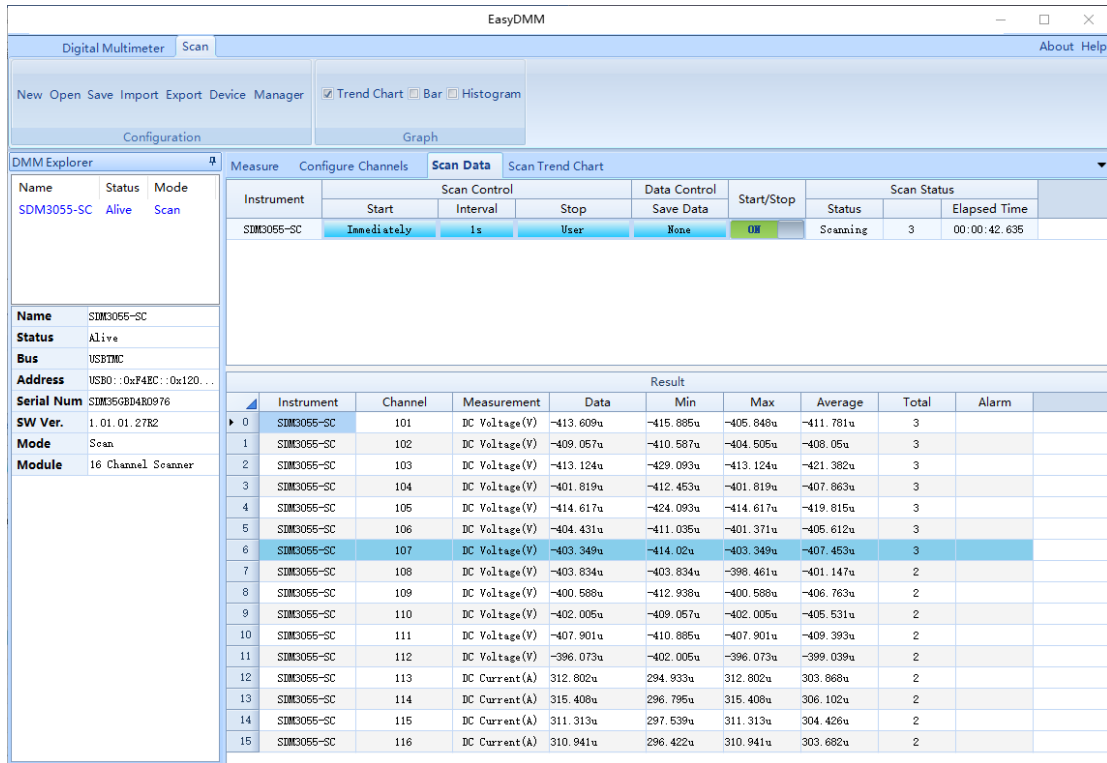 EasyDMM
Digital Multimeter Scan About Help
New Open Save Import Export Device Manager Trend Chart Bar Histogram
Configuration Graph
DMM Explorer
Name Status Mode
SDM3055-SC Alive Scan
Name SDM3055-SC
Status Alive
Bus USBTMC
Address USB0::0xF4EC::0x120...
Serial Num SDM35GBD4R0976
SW Ver. 1.01.01.27R2
Mode Scan
Module 16 Channel Scanner
Measure Configure Channels Scan Data Scan Trend Chart
Instrument Scan Control Data Control Start/Stop Scan Status
Start Interval Stop Save Data Status Elapsed Time
SDM3055-SC Immediately 1s User None ON Scanning 3 00:00:42.635
Result
Instrument Channel Measurement Data Min Max Average Total Alarm
0 SDM3055-SC 101 DC Voltage(V) -413.609u -415.885u -405.848u -411.781u 3
1 SDM3055-SC 102 DC Voltage(V) -409.057u -410.587u -404.505u -408.05u 3
2 SDM3055-SC 103 DC Voltage(V) -413.124u -429.093u -413.124u -421.382u 3
3 SDM3055-SC 104 DC Voltage(V) -401.819u -412.453u -401.819u -407.863u 3
4 SDM3055-SC 105 DC Voltage(V) -414.617u -424.093u -414.617u -419.815u 3
5 SDM3055-SC 106 DC Voltage(V) -404.431u -411.035u -401.371u -405.612u 3
6 SDM3055-SC 107 DC Voltage(V) -403.349u -414.02u -403.349u -407.453u 3
7 SDM3055-SC 108 DC Voltage(V) -403.834u -403.834u -398.461u -401.147u 2
8 SDM3055-SC 109 DC Voltage(V) -400.588u -412.938u -400.588u -406.763u 2
9 SDM3055-SC 110 DC Voltage(V) -402.005u -409.057u -402.005u -405.531u 2
10 SDM3055-SC 111 DC Voltage(V) -407.901u -410.885u -407.901u -409.393u 2
11 SDM3055-SC 112 DC Voltage(V) -396.073u -402.005u -396.073u -399.039u 2
12 SDM3055-SC 113 DC Current(A) 312.802u 294.933u 312.802u 303.868u 2
13 SDM3055-SC 114 DC Current(A) 315.408u 296.795u 315.408u 306.102u 2
14 SDM3055-SC 115 DC Current(A) 311.313u 297.539u 311.313u 304.426u 2
15 SDM3055-SC 116 DC Current(A) 310.941u 296.422u 310.941u 303.682u 2